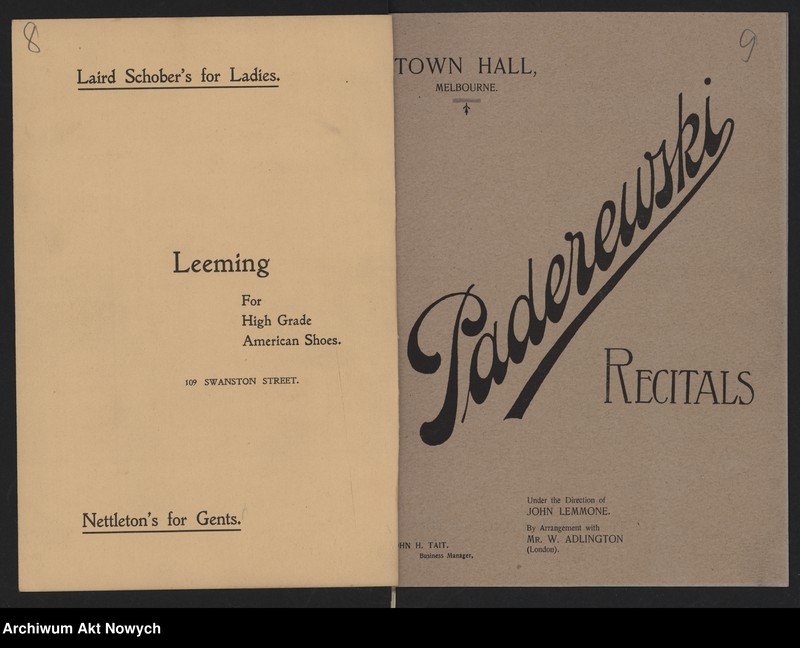 8
Laird Schober's for Ladies.
Leeming
For
High Grade
American Shoes.
109 SWANSTON STREET.
Nettleton's for Gents.
9
TOWN HALL,
MELBOURNE.
Paderewski
RECITALS
Under the Direction of
JOHN LEMMONE.
By Arrangement with
MR. W. ADLINGTON
(London).
HN H. TAIT,
Business Manager.
Archiwum Akt Nowych